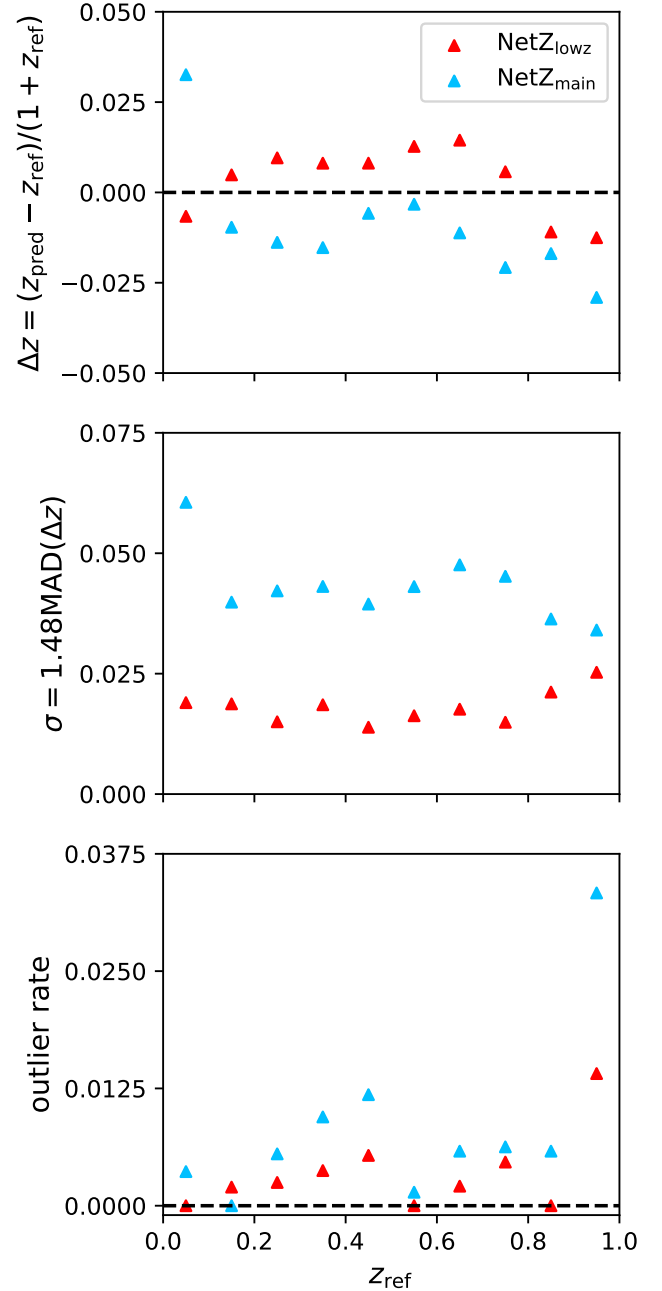 0.050
0.025
0.000
−0.025
−0.050
Δz = (z_pred − z_ref)/(1 + z_ref)
NetZ_lowz
NetZ_main
0.075
0.050
0.025
0.000
σ = 1.48MAD(Δz)
0.0375
0.0250
0.0125
0.0000
outlier rate
0.0 0.2 0.4 0.6 0.8 1.0
z_ref